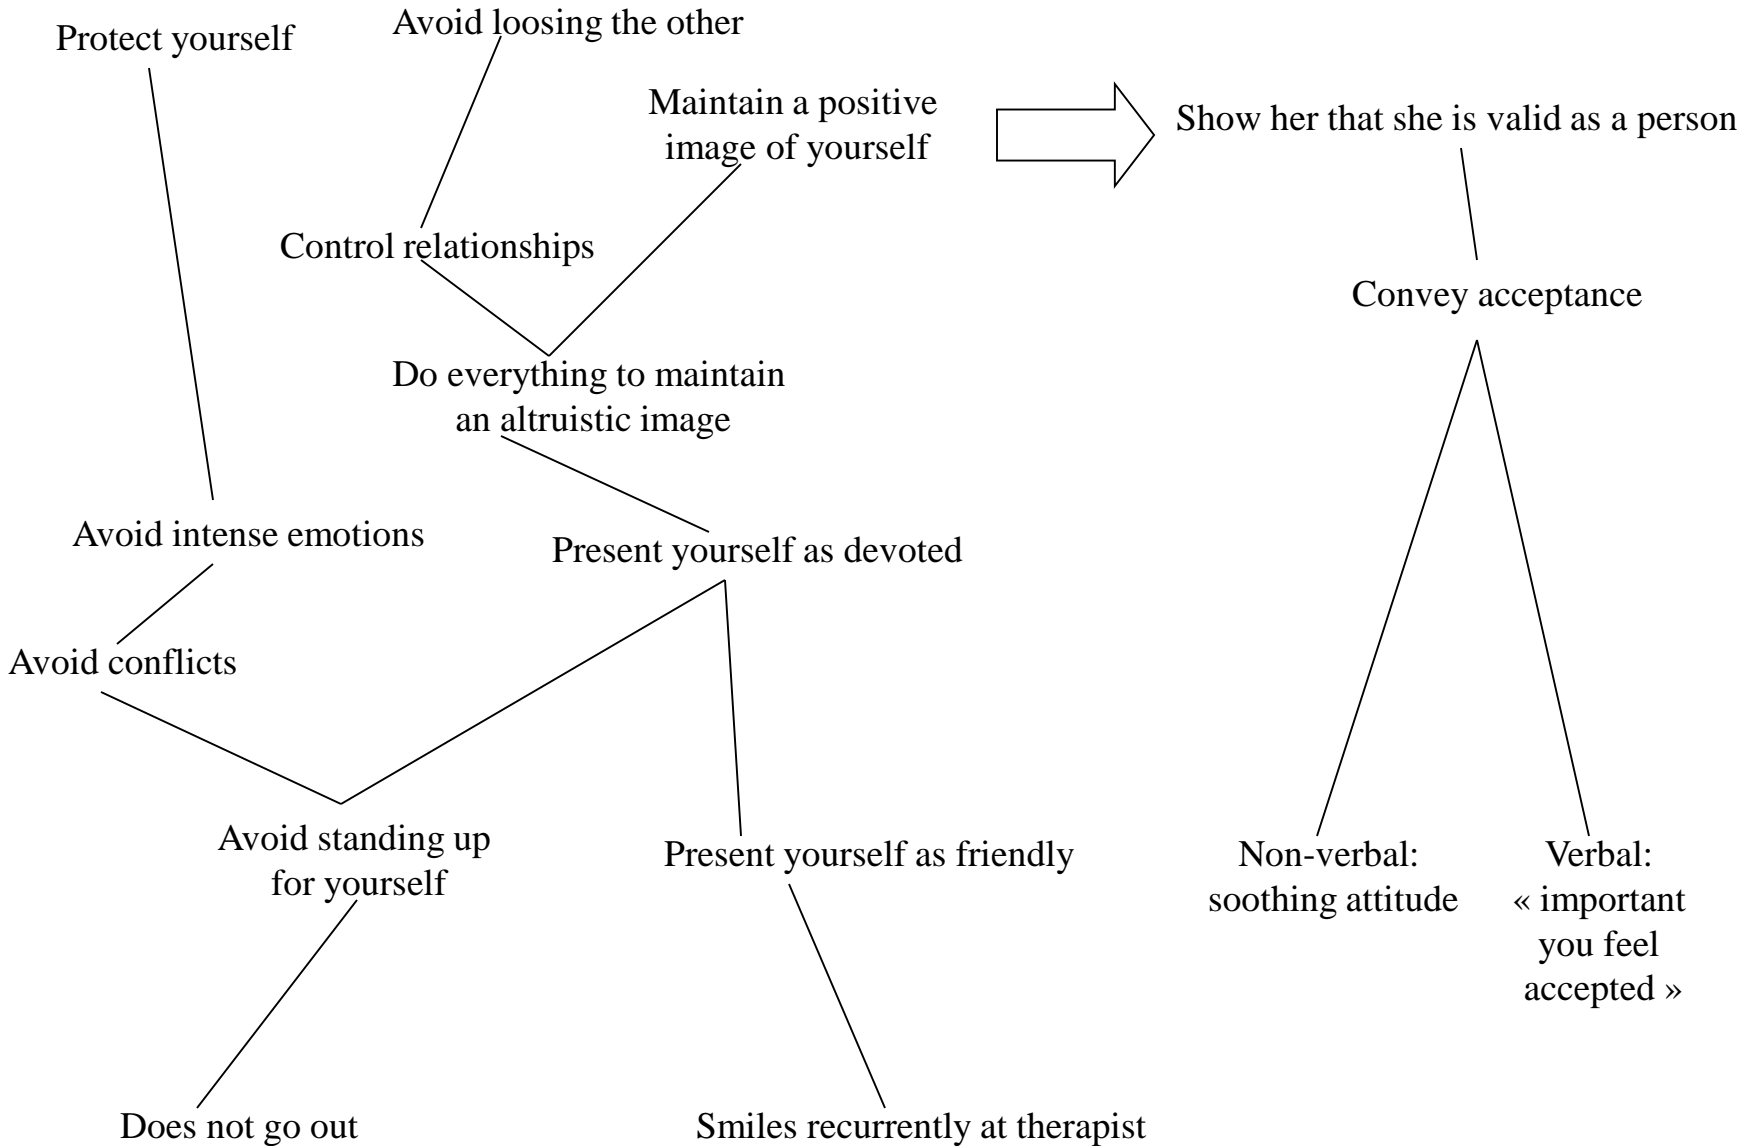 Protect yourself
Avoid loosing the other
Maintain a positive
image of yourself
Show her that she is valid as a person
Control relationships
Convey acceptance
Do everything to maintain
an altruistic image
Avoid intense emotions
Present yourself as devoted
Avoid conflicts
Avoid standing up
for yourself
Present yourself as friendly
Non-verbal:
soothing attitude
Verbal:
« important
you feel
accepted »
Does not go out
Smiles recurrently at therapist